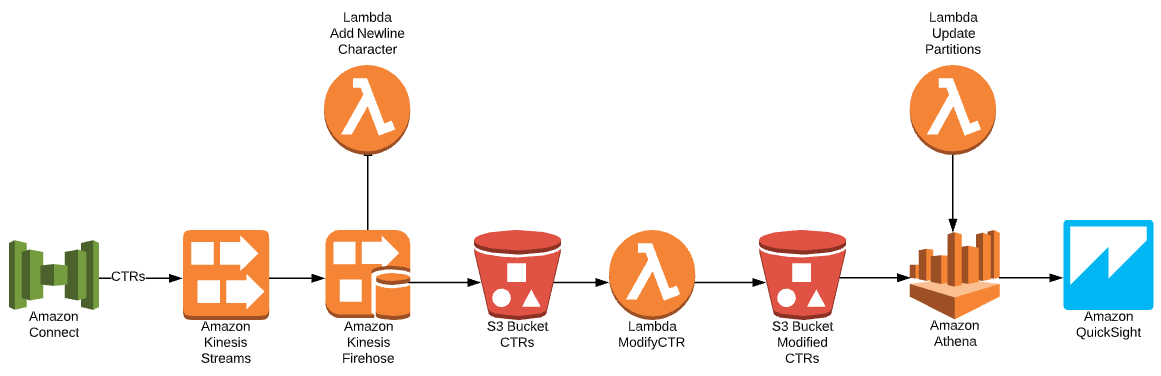 Lambda
Add Newline
Character
Lambda
Update
Partitions
CTRs
Amazon
Connect
Amazon
Kinesis
Streams
Amazon
Kinesis
Firehose
S3 Bucket
CTRs
Lambda
ModifyCTR
S3 Bucket
Modified
CTRs
Amazon
Athena
Amazon
QuickSight